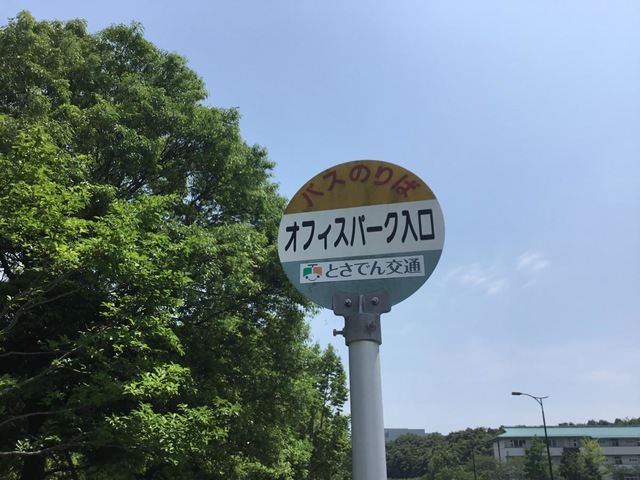 バスのりば
オフィスパーク入口
とさでん交通